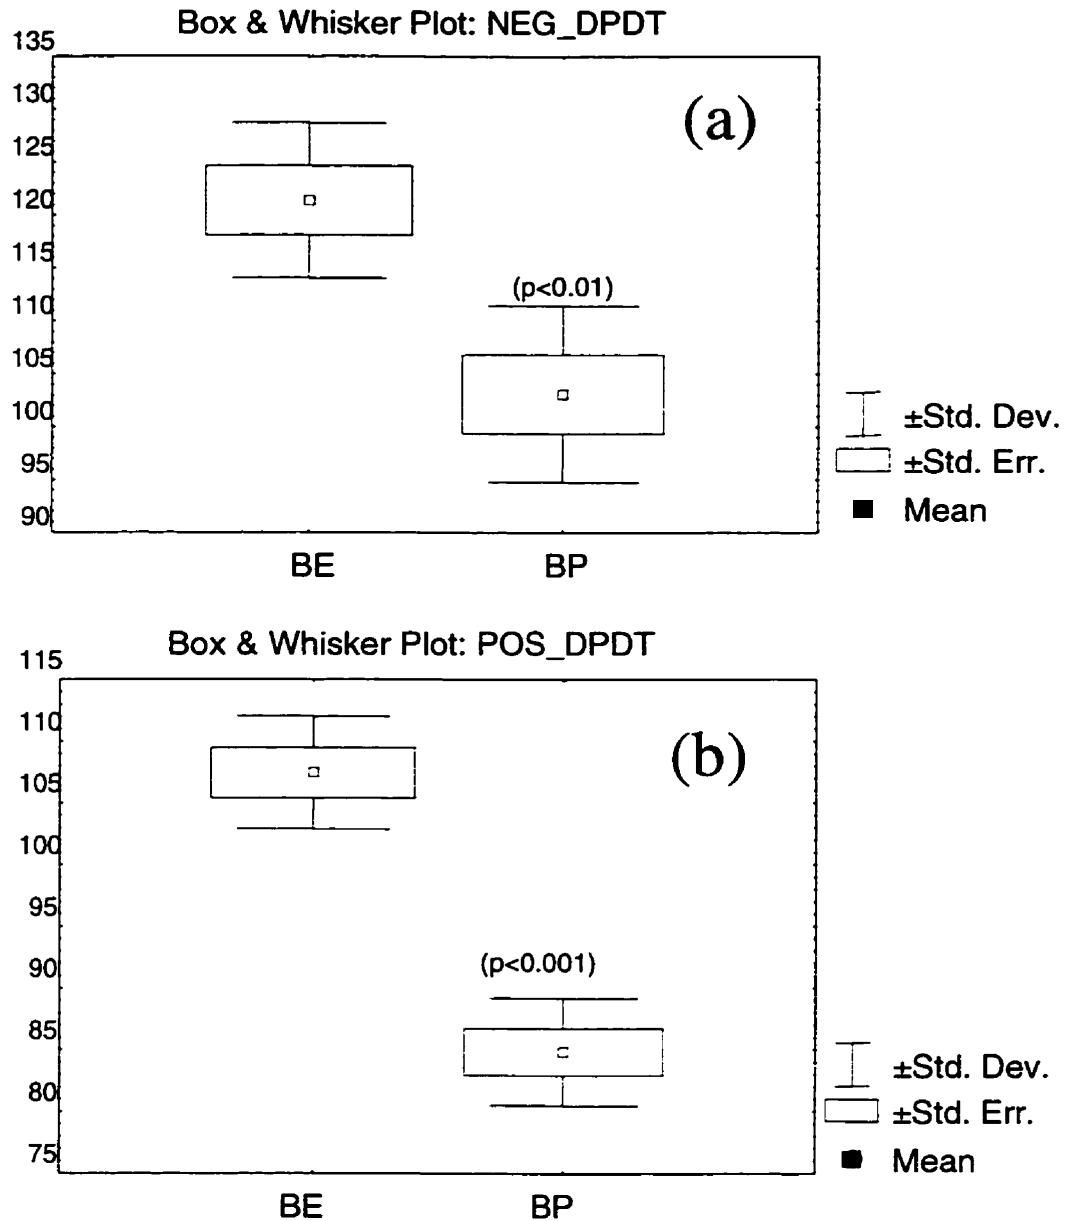 Box & Whisker Plot: NEG_DPDT
135
130
125
120
115
110
105
100
95
90
(a)
(p<0.01)
BE
BP
±Std. Dev.
±Std. Err.
Mean
Box & Whisker Plot: POS_DPDT
115
110
105
100
95
90
85
80
75
(b)
(p<0.001)
BE
BP
±Std. Dev.
±Std. Err.
Mean